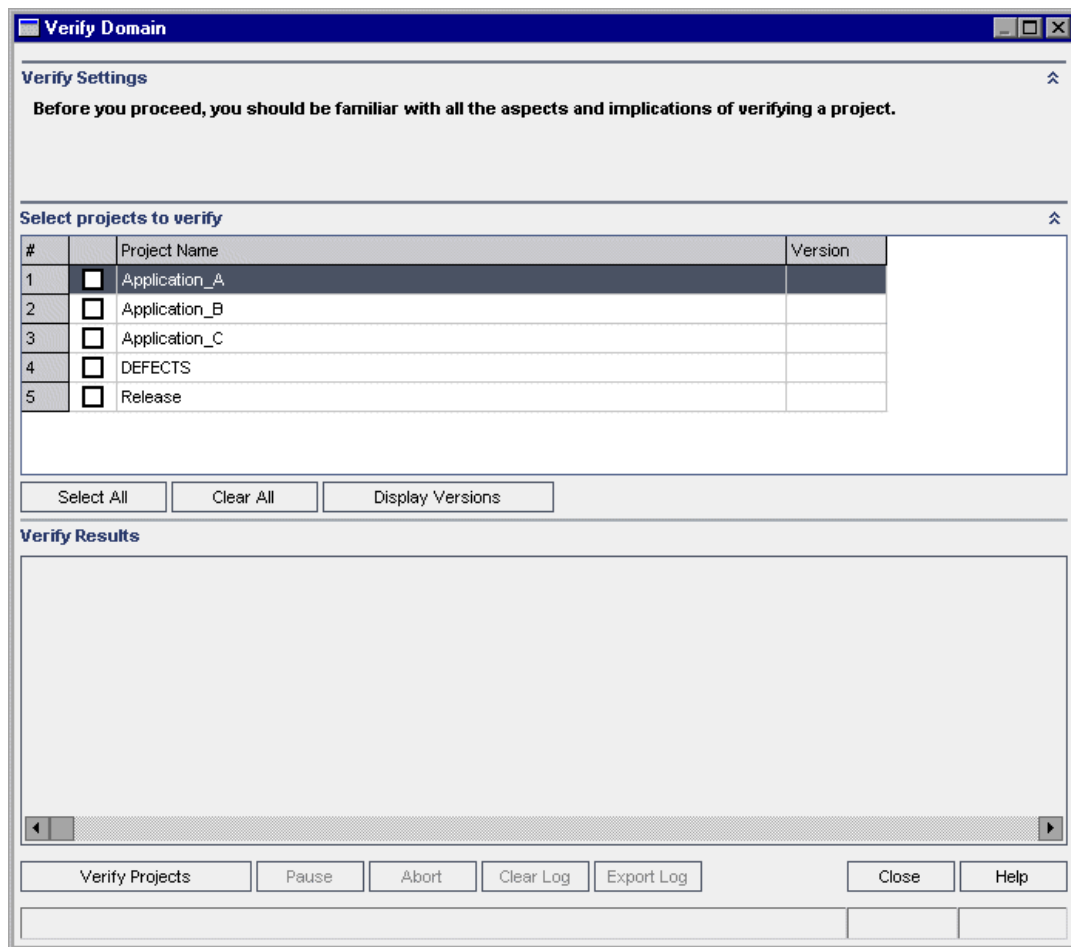 Verify Domain
Verify Settings
Before you proceed, you should be familiar with all the aspects and implications of verifying a project.
Select projects to verify
# Project Name Version
1 Application_A
2 Application_B
3 Application_C
4 DEFECTS
5 Release
Select All Clear All Display Versions
Verify Results
Verify Projects Pause Abort Clear Log Export Log Close Help